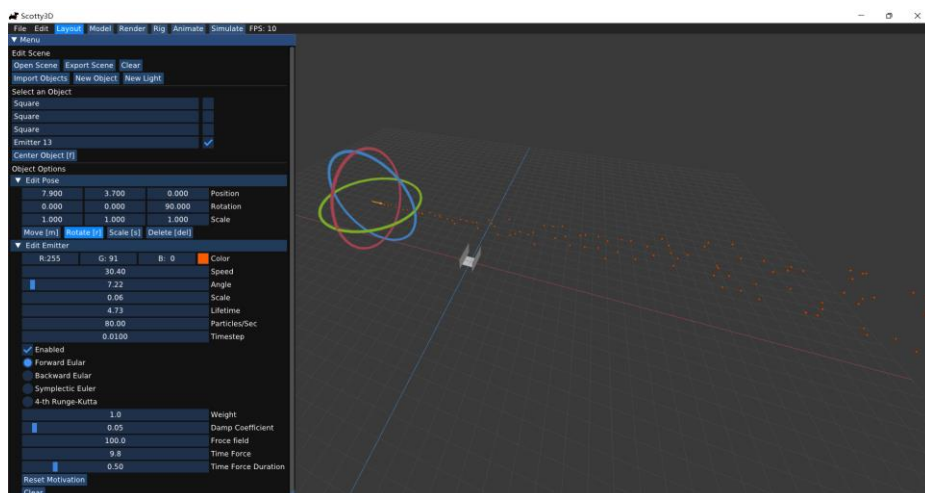 Scotty3D
File Edit Layout Model Render Rig Animate Simulate FPS: 10
Menu
Edit Scene
Open Scene Export Scene Clear
Import Objects New Object New Light
Select an Object
Square
Square
Square
Emitter 13
Center Object [f]
Object Options
Edit Pose
7.900 3.700 0.000 Position
0.000 0.000 90.000 Rotation
1.000 1.000 1.000 Scale
Move [m] Rotate [r] Scale [s] Delete [del]
Edit Emitter
R:255 G: 91 B: 0 Color
30.40 Speed
7.22 Angle
0.06 Scale
4.73 Lifetime
80.00 Particles/Sec
0.0100 Timestep
Enabled
Forward Eular
Backward Eular
Symplectic Euler
4-th Runge-Kutta
1.0 Weight
0.05 Damp Coefficient
100.0 Froce field
9.8 Time Force
0.50 Time Force Duration
Reset Motivation
Clear